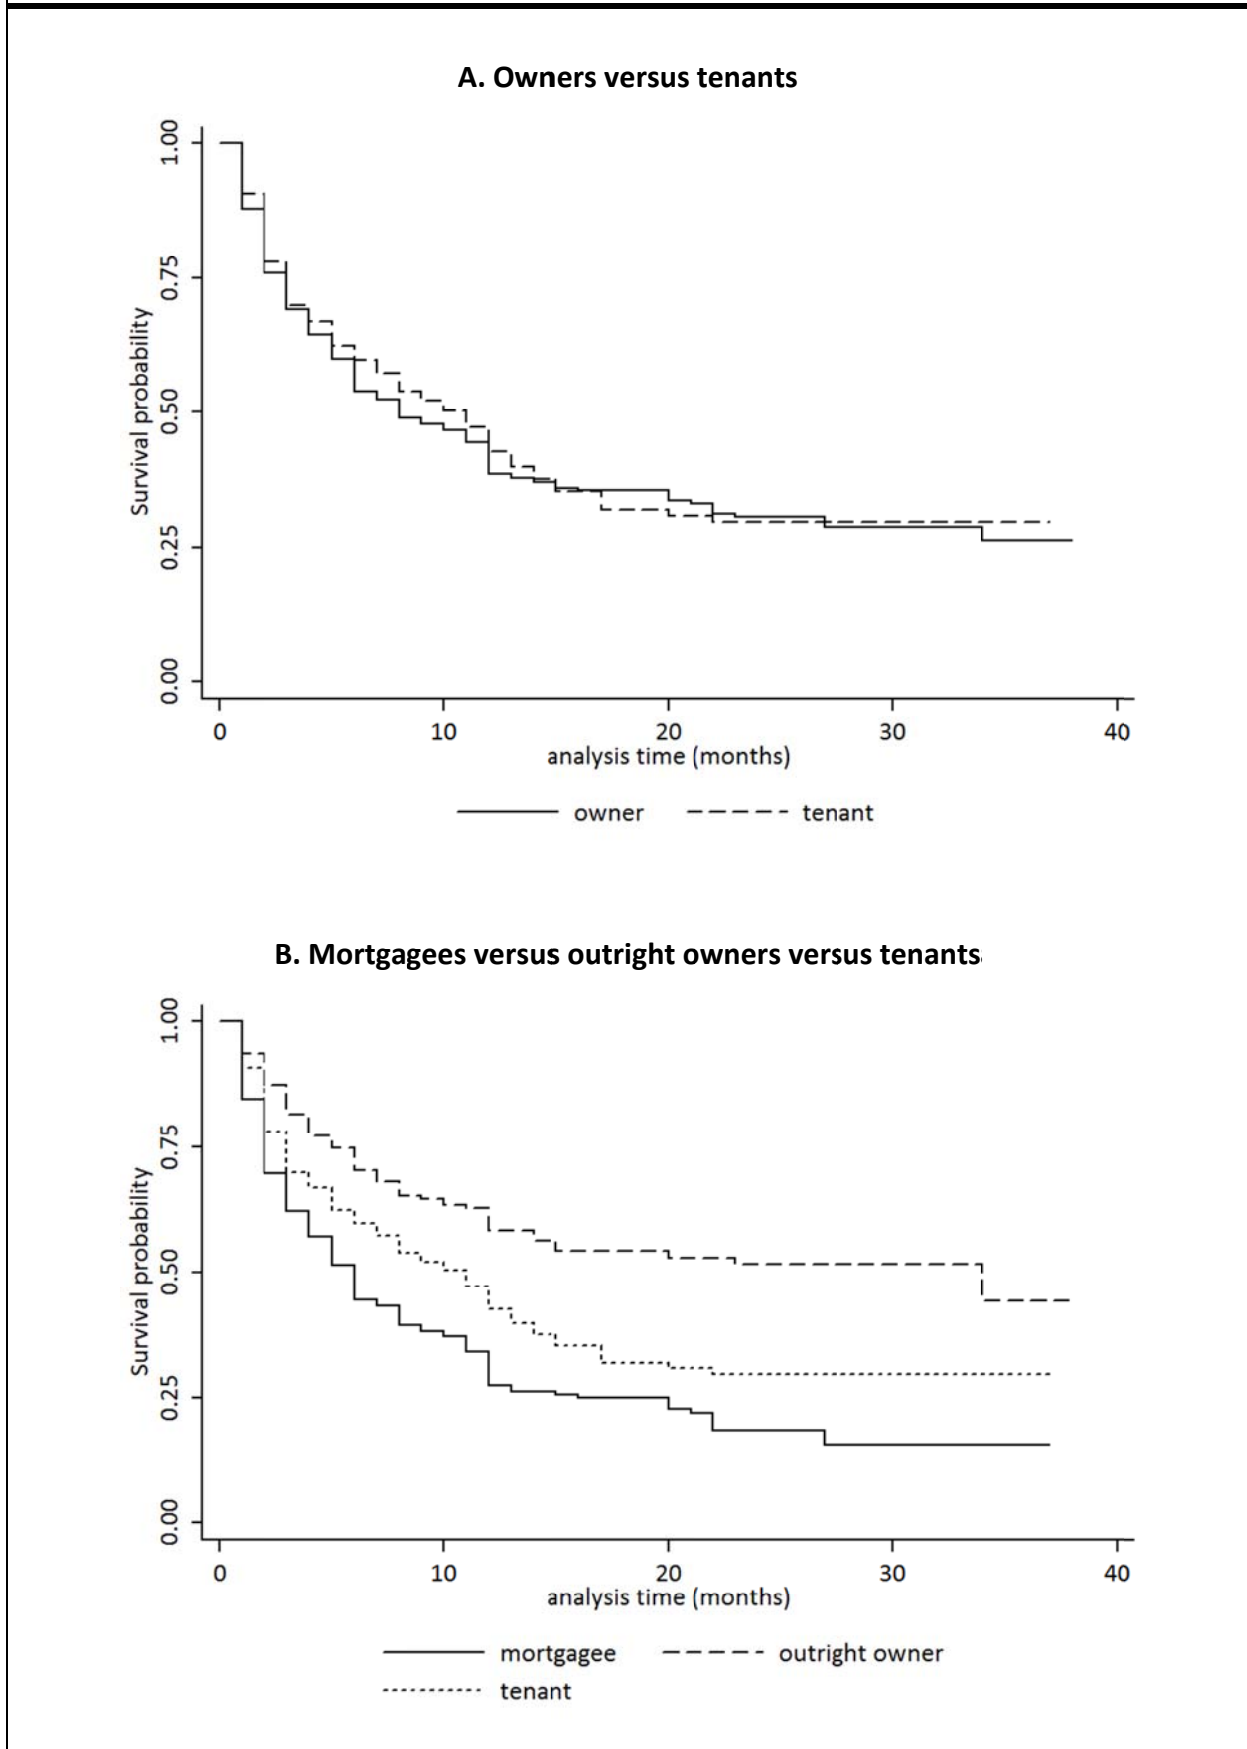 A. Owners versus tenants
1.00
0.75
0.50
0.25
0.00
Survival probability
0 10 20 30 40
analysis time (months)
owner tenant
B. Mortgagees versus outright owners versus tenants
1.00
0.75
0.50
0.25
0.00
Survival probability
0 10 20 30 40
analysis time (months)
mortgagee outright owner
tenant